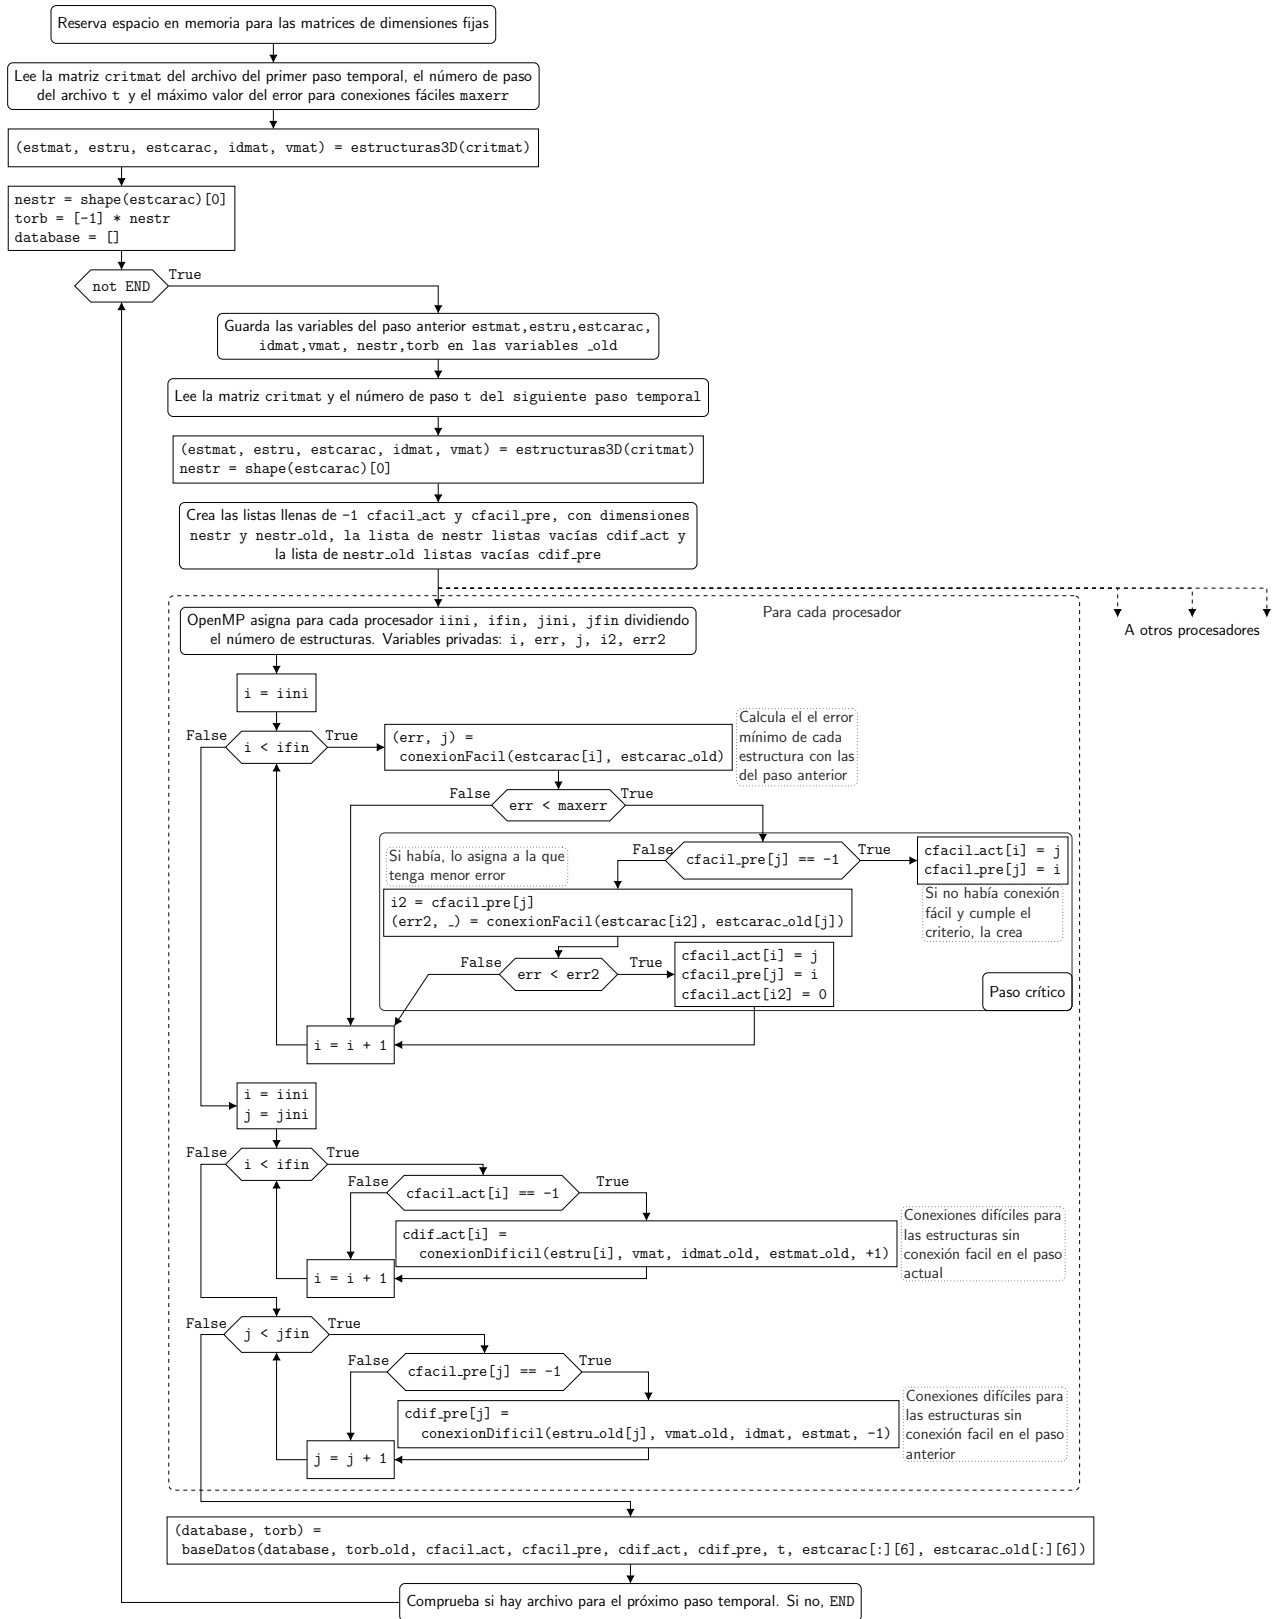 Reserva espacio en memoria para las matrices de dimensiones fijas
Lee la matriz critmat del archivo del primer paso temporal, el número de paso
del archivo t y el máximo valor del error para conexiones fáciles maxerr
(estmat, estru, estcarac, idmat, vmat) = estructuras3D(critmat)
nestr = shape(estcarac)[0]
torb = [-1] * nestr
database = []
not END
True
Guarda las variables del paso anterior estmat,estru,estcarac,
idmat,vmat, nestr,torb en las variables _old
Lee la matriz critmat y el número de paso t del siguiente paso temporal
(estmat, estru, estcarac, idmat, vmat) = estructuras3D(critmat)
nestr = shape(estcarac)[0]
Crea las listas llenas de -1 cfacil_act y cfacil_pre, con dimensiones
nestr y nestr_old, la lista de nestr listas vacías cdif_act y
la lista de nestr_old listas vacías cdif_pre
Para cada procesador
A otros procesadores
OpenMP asigna para cada procesador iini, ifin, jini, jfin dividiendo
el número de estructuras. Variables privadas: i, err, j, i2, err2
i = iini
False
i < ifin
True
(err, j) =
conexionFacil(estcarac[i], estcarac_old)
Calcula el el error
mínimo de cada
estructura con las
del paso anterior
False
err < maxerr
True
Si había, lo asigna a la que
tenga menor error
False
cfacil_pre[j] == -1
True
cfacil_act[i] = j
cfacil_pre[j] = i
Si no había conexión
fácil y cumple el
criterio, la crea
i2 = cfacil_pre[j]
(err2, _) = conexionFacil(estcarac[i2], estcarac_old[j])
False
err < err2
True
cfacil_act[i] = j
cfacil_pre[j] = i
cfacil_act[i2] = 0
Paso crítico
i = i + 1
i = iini
j = jini
False
i < ifin
True
False
cfacil_act[i] == -1
True
cdif_act[i] =
conexionDificil(estru[i], vmat, idmat_old, estmat_old, +1)
Conexiones difíciles para
las estructuras sin
conexión facil en el paso
actual
i = i + 1
False
j < jfin
True
False
cfacil_pre[j] == -1
True
cdif_pre[j] =
conexionDificil(estru_old[j], vmat_old, idmat, estmat, -1)
Conexiones difíciles para
las estructuras sin
conexión facil en el paso
anterior
j = j + 1
(database, torb) =
baseDatos(database, torb_old, cfacil_act, cfacil_pre, cdif_act, cdif_pre, t, estcarac[:][6], estcarac_old[:][6])
Comprueba si hay archivo para el próximo paso temporal. Si no, END